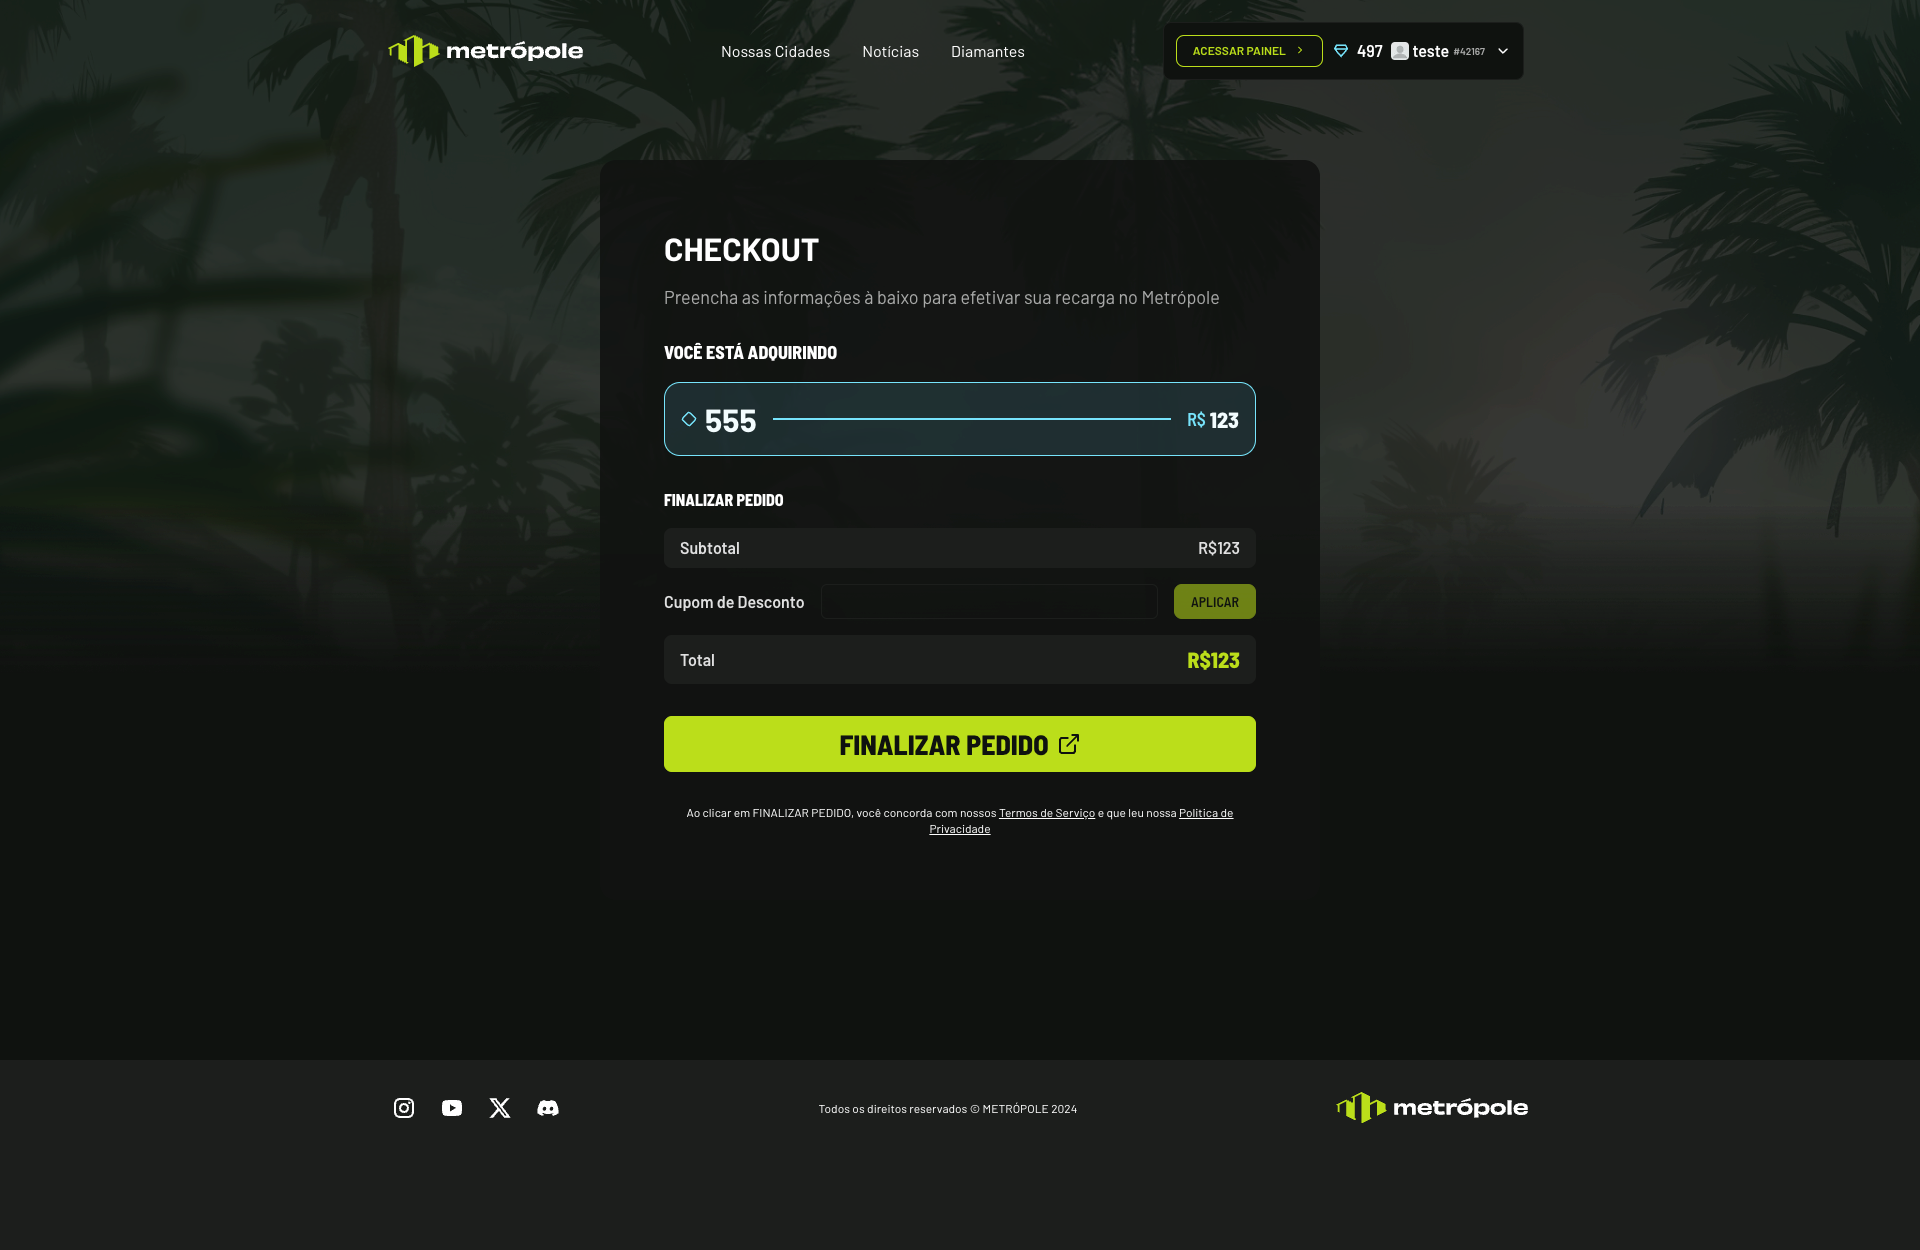 metrópole
Nossas Cidades
Notícias
Diamantes
ACESSAR PAINEL
497
teste #42167
CHECKOUT
Preencha as informações à baixo para efetivar sua recarga no Metrópole
VOCÊ ESTÁ ADQUIRINDO
555
R$ 123
FINALIZAR PEDIDO
Subtotal R$123
Cupom de Desconto APLICAR
Total R$123
FINALIZAR PEDIDO
Ao clicar em FINALIZAR PEDIDO, você concorda com nossos Termos de Serviço e que leu nossa Politica de
Privacidade
Todos os direitos reservados © METRÓPOLE 2024
metrópole